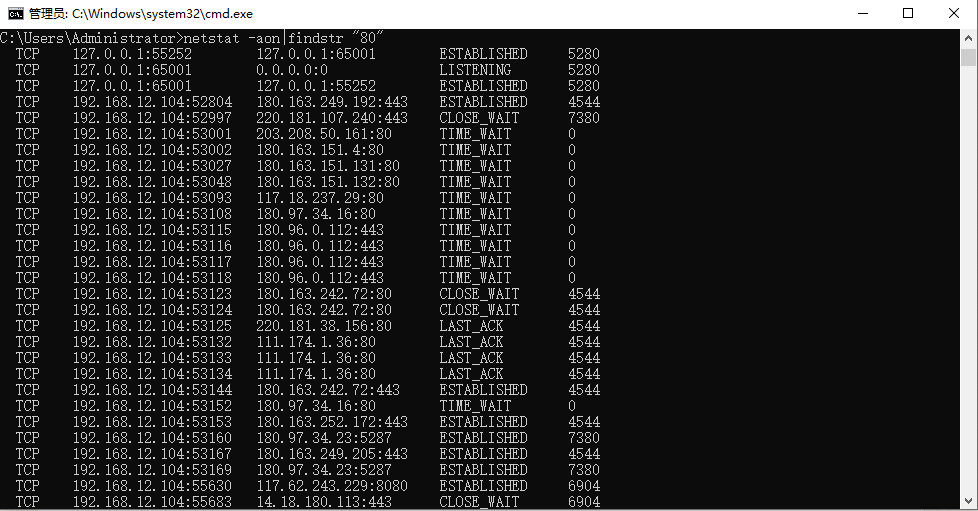 管理员: C:\Windows\system32\cmd.exe
C:\Users\Administrator>netstat -aon|findstr "80"
TCP 127.0.0.1:55252 127.0.0.1:65001 ESTABLISHED 5280
TCP 127.0.0.1:65001 0.0.0.0:0 LISTENING 5280
TCP 127.0.0.1:65001 127.0.0.1:55252 ESTABLISHED 5280
TCP 192.168.12.104:52804 180.163.249.192:443 ESTABLISHED 4544
TCP 192.168.12.104:52997 220.181.107.240:443 CLOSE_WAIT 7380
TCP 192.168.12.104:53001 203.208.50.161:80 TIME_WAIT 0
TCP 192.168.12.104:53002 180.163.151.4:80 TIME_WAIT 0
TCP 192.168.12.104:53027 180.163.151.131:80 TIME_WAIT 0
TCP 192.168.12.104:53048 180.163.151.132:80 TIME_WAIT 0
TCP 192.168.12.104:53093 117.18.237.29:80 TIME_WAIT 0
TCP 192.168.12.104:53108 180.97.34.16:80 TIME_WAIT 0
TCP 192.168.12.104:53115 180.96.0.112:443 TIME_WAIT 0
TCP 192.168.12.104:53116 180.96.0.112:443 TIME_WAIT 0
TCP 192.168.12.104:53117 180.96.0.112:443 TIME_WAIT 0
TCP 192.168.12.104:53118 180.96.0.112:443 TIME_WAIT 0
TCP 192.168.12.104:53123 180.163.242.72:80 CLOSE_WAIT 4544
TCP 192.168.12.104:53124 180.163.242.72:80 CLOSE_WAIT 4544
TCP 192.168.12.104:53125 220.181.38.156:80 LAST_ACK 4544
TCP 192.168.12.104:53132 111.174.1.36:80 LAST_ACK 4544
TCP 192.168.12.104:53133 111.174.1.36:80 LAST_ACK 4544
TCP 192.168.12.104:53134 111.174.1.36:80 LAST_ACK 4544
TCP 192.168.12.104:53144 180.163.242.72:443 ESTABLISHED 4544
TCP 192.168.12.104:53152 180.97.34.16:80 TIME_WAIT 0
TCP 192.168.12.104:53153 180.163.252.172:443 ESTABLISHED 4544
TCP 192.168.12.104:53160 180.97.34.23:5287 ESTABLISHED 7380
TCP 192.168.12.104:53167 180.163.249.205:443 ESTABLISHED 4544
TCP 192.168.12.104:53169 180.97.34.23:5287 ESTABLISHED 7380
TCP 192.168.12.104:55630 117.62.243.229:8080 ESTABLISHED 6904
TCP 192.168.12.104:55683 14.18.180.113:443 CLOSE_WAIT 6904